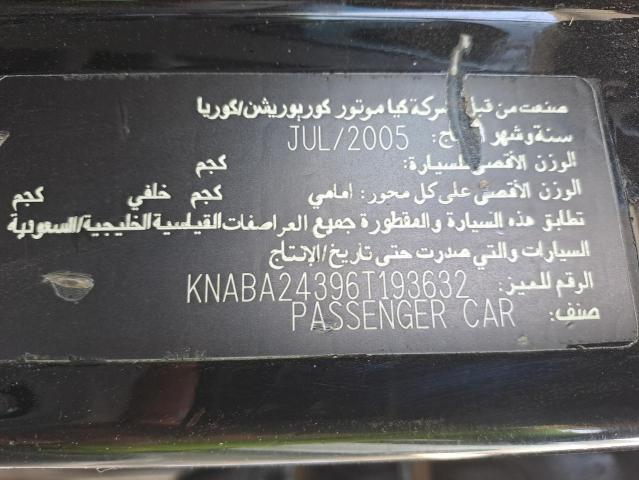 صنعت من قبل شركة كيا موتور كوربوريشن/كوريا
سنة وشهر الإنتاج: JUL/2005
الوزن الأقصى للسيارة: كجم
الوزن الأقصى على كل محور: امامي كجم خلفي كجم
تطابق هذه السيارة والمقطورة جميع المراصفات القياسية الخليجية/السعودية
السيارات والتي صدرت حتى تاريخ/الإنتاج
الرقم للميز: KNABA24396T193632
صنف: PASSENGER CAR